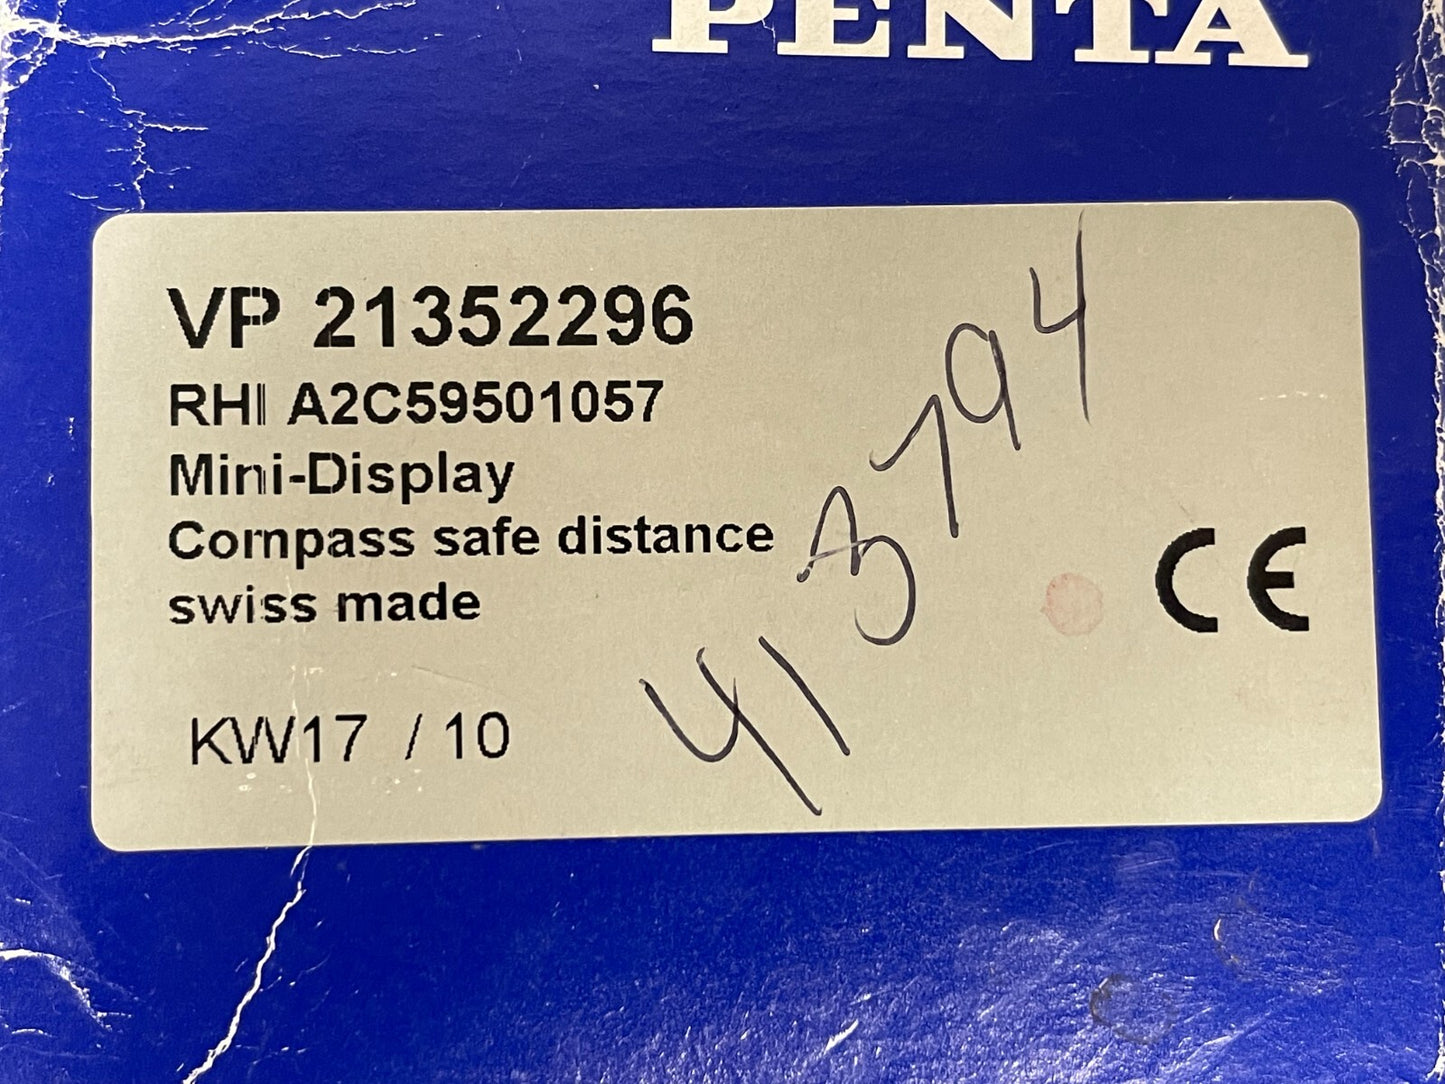 PENTA
VP 21352296
RHI A2C59501057
Mini-Display
Compass safe distance
swiss made
KW17 / 10
413794
CE